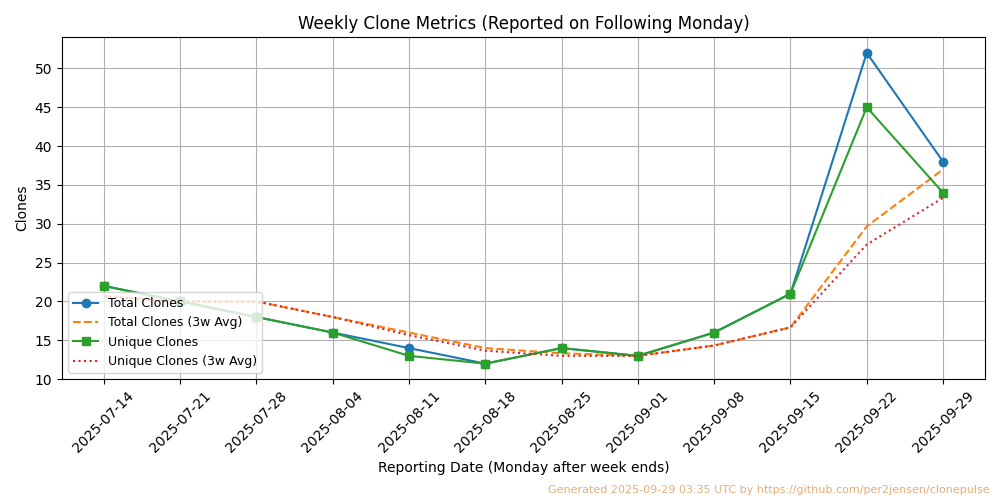 Weekly Clone Metrics (Reported on Following Monday)
Clones
50
45
40
35
30
25
20
15
10
Total Clones
Total Clones (3w Avg)
Unique Clones
Unique Clones (3w Avg)
2025-07-14
2025-07-21
2025-07-28
2025-08-04
2025-08-11
2025-08-18
2025-08-25
2025-09-01
2025-09-08
2025-09-15
2025-09-22
2025-09-29
Reporting Date (Monday after week ends)
Generated 2025-09-29 03:35 UTC by https://github.com/per2jensen/clonepulse